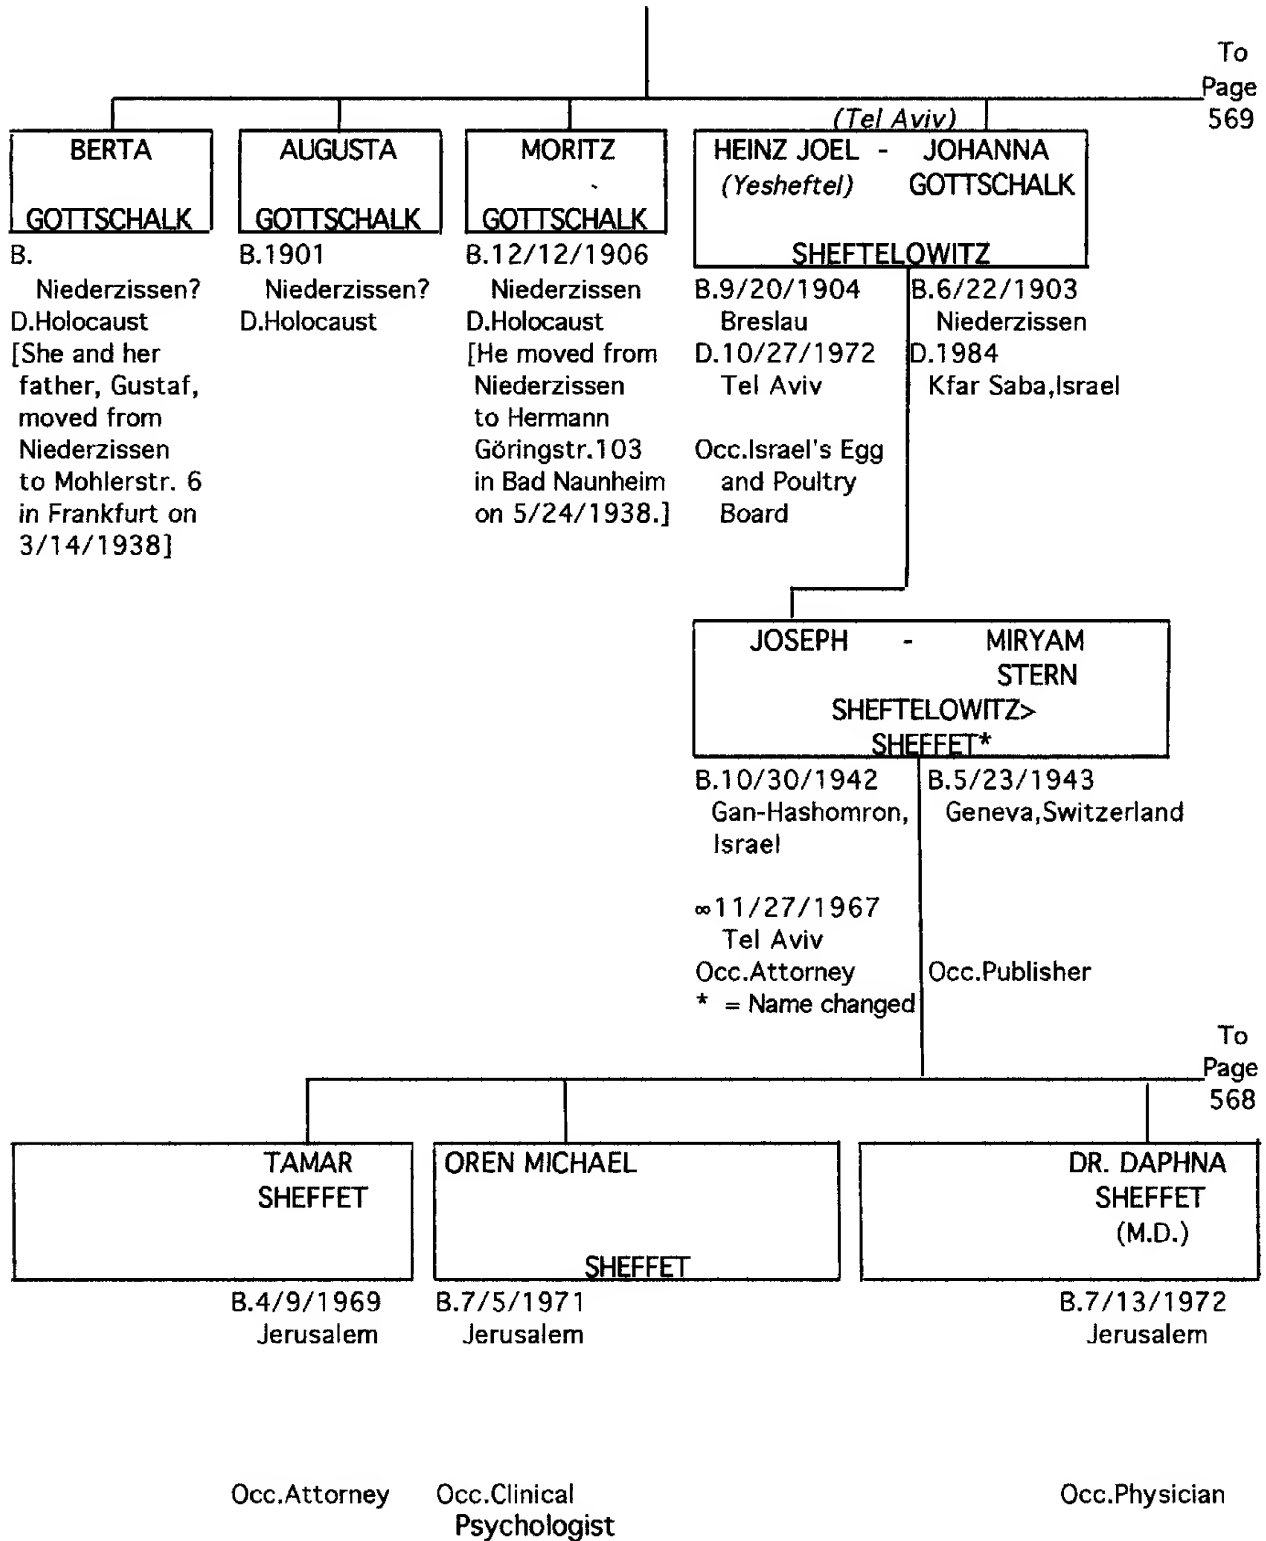 To
Page
569
(Tel Aviv)
BERTA
GOTTSCHALK
B.
Niederzissen?
D.Holocaust
[She and her
father, Gustaf,
moved from
Niederzissen
to Mohlerstr. 6
in Frankfurt on
3/14/1938]
AUGUSTA
GOTTSCHALK
B.1901
Niederzissen?
D.Holocaust
MORITZ
GOTTSCHALK
B.12/12/1906
Niederzissen
D.Holocaust
[He moved from
Niederzissen
to Hermann
Göringstr.103
in Bad Naunheim
on 5/24/1938.]
HEINZ JOEL - JOHANNA
(Yesheftel) GOTTSCHALK
SHEFTELOWITZ
B.9/20/1904
Breslau
D.10/27/1972
Tel Aviv
Occ.Israel's Egg
and Poultry
Board
B.6/22/1903
Niederzissen
D.1984
Kfar Saba,Israel
JOSEPH - MIRYAM
STERN
SHEFTELOWITZ>
SHEFFET*
B.10/30/1942
Gan-Hashomron,
Israel
∞11/27/1967
Tel Aviv
Occ.Attorney
* = Name changed
B.5/23/1943
Geneva,Switzerland
Occ.Publisher
To
Page
568
TAMAR
SHEFFET
B.4/9/1969
Jerusalem
Occ.Attorney
OREN MICHAEL
SHEFFET
B.7/5/1971
Jerusalem
Occ.Clinical
Psychologist
DR. DAPHNA
SHEFFET
(M.D.)
B.7/13/1972
Jerusalem
Occ.Physician